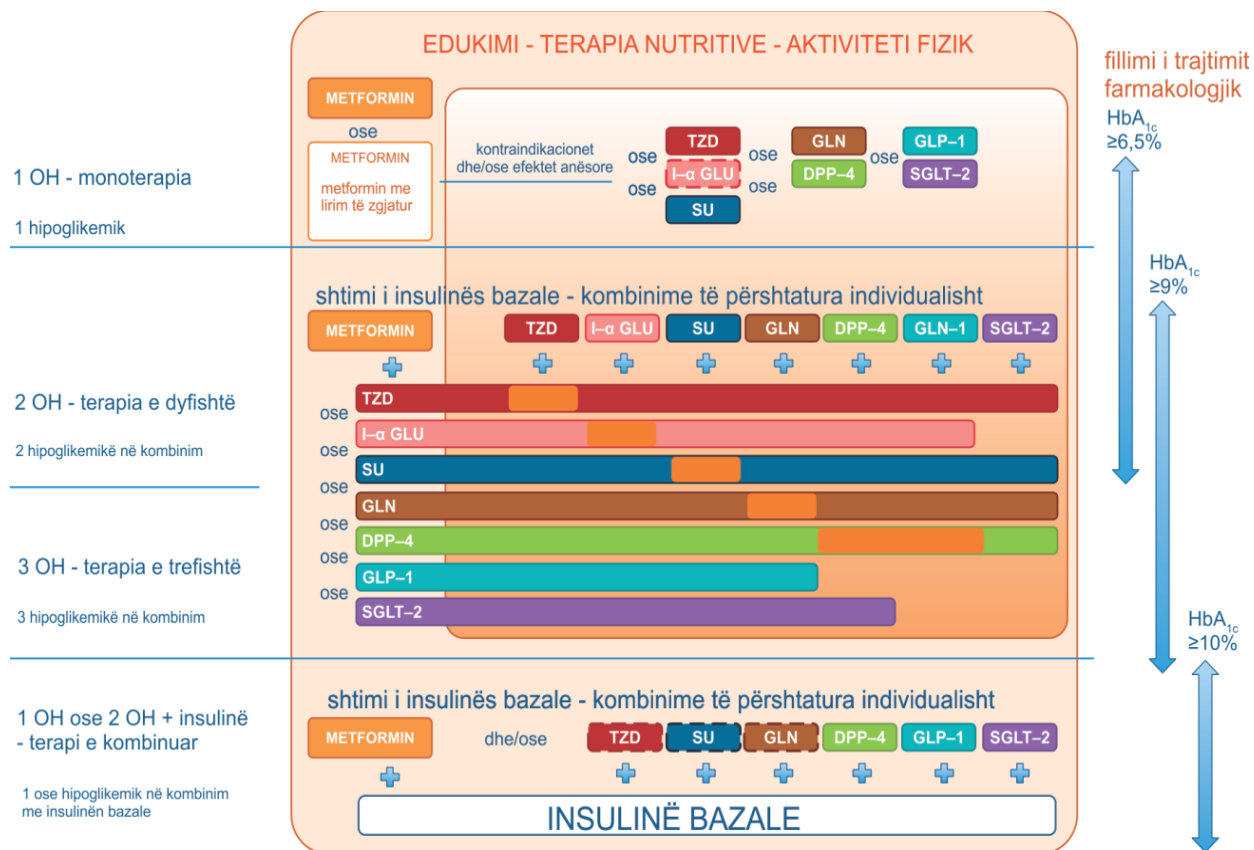 EDUKIMI - TERAPIA NUTRITIVE - AKTIVITETI FIZIK
fillimi i trajtimit
farmakologjik
HbA1c
≥6,5%
HbA1c
≥9%
HbA1c
≥10%
1 OH - monoterapia
1 hipoglikemik
METFORMIN
ose
METFORMIN
metformin me
lirim të zgjatur
kontraindikacionet
dhe/ose efektet anësore
ose TZD ose GLN ose GLP–1
ose I–α GLU ose DPP–4 SGLT–2
SU
shtimi i insulinës bazale - kombinime të përshtatura individualisht
METFORMIN TZD I–α GLU SU GLN DPP–4 GLN–1 SGLT–2
2 OH - terapia e dyfishtë
2 hipoglikemikë në kombinim
3 OH - terapia e trefishtë
3 hipoglikemikë në kombinim
TZD
ose
I–α GLU
ose
SU
ose
GLN
ose
DPP–4
ose
GLP–1
ose
SGLT–2
shtimi i insulinës bazale - kombinime të përshtatura individualisht
1 OH ose 2 OH + insulinë
- terapi e kombinuar
1 ose hipoglikemik në kombinim
me insulinën bazale
METFORMIN dhe/ose TZD SU GLN DPP–4 GLP–1 SGLT–2
INSULINË BAZALE